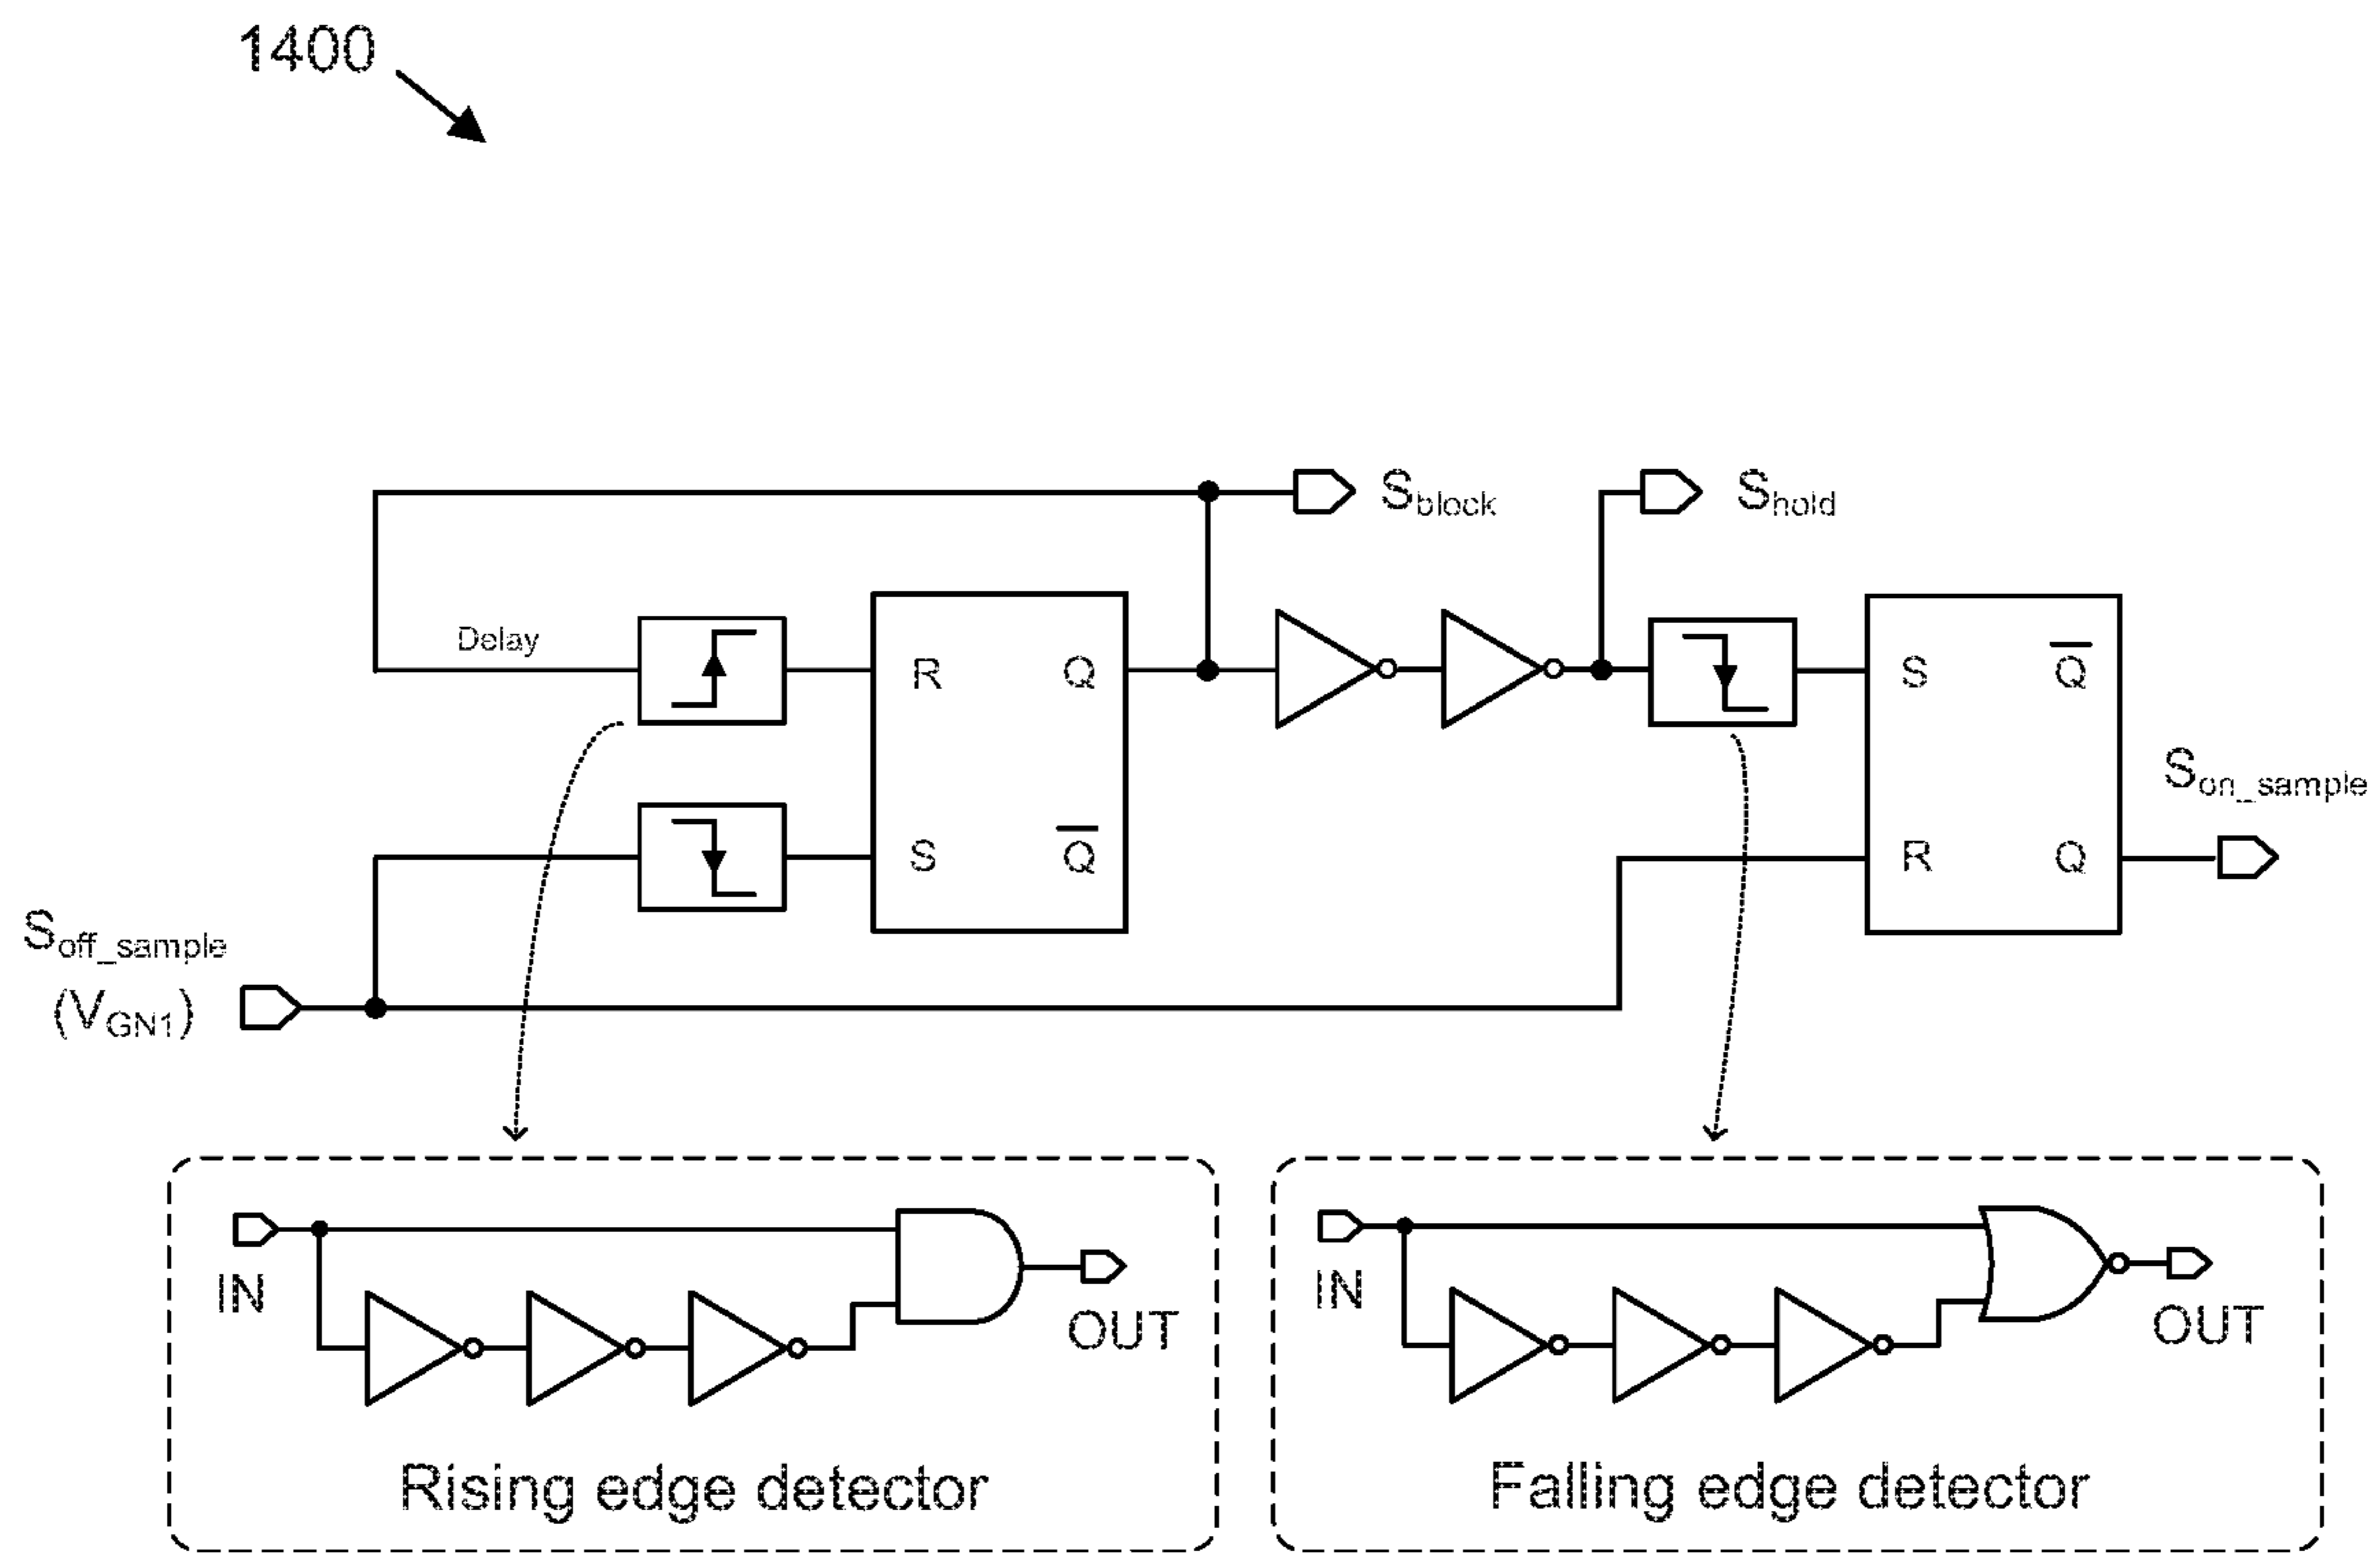 1400
Sblock
Shold
Delay
R
Q
S
Q
S
Q
R
Q
Son_sample
Soff_sample
(VGN1)
IN
OUT
Rising edge detector
IN
OUT
Falling edge detector